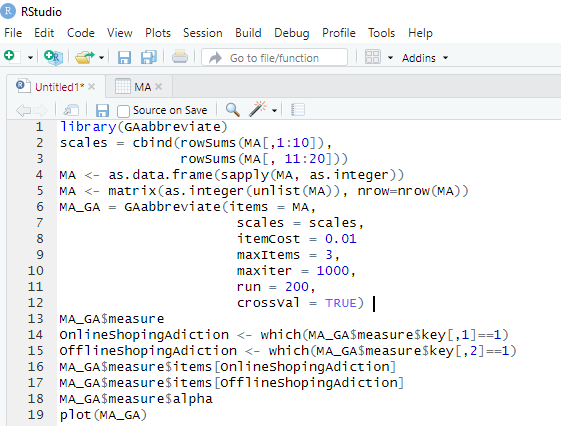 RStudio
File Edit Code View Plots Session Build Debug Profile Tools Help
Go to file/function Addins
Untitled1* MA
Source on Save
1 library(GAabbreviate)
2 scales = cbind(rowSums(MA[,1:10]),
3 rowSums(MA[, 11:20]))
4 MA <- as.data.frame(sapply(MA, as.integer))
5 MA <- matrix(as.integer(unlist(MA)), nrow=nrow(MA))
6 MA_GA = GAabbreviate(items = MA,
7 scales = scales,
8 itemCost = 0.01
9 maxItems = 3,
10 maxiter = 1000,
11 run = 200,
12 crossVal = TRUE)
13 MA_GA$measure
14 OnlineShopingAdiction <- which(MA_GA$measure$key[,1]==1)
15 OfflineShopingAdiction <- which(MA_GA$measure$key[,2]==1)
16 MA_GA$measure$items[OnlineShopingAdiction]
17 MA_GA$measure$items[OfflineShopingAdiction]
18 MA_GA$measure$alpha
19 plot(MA_GA)